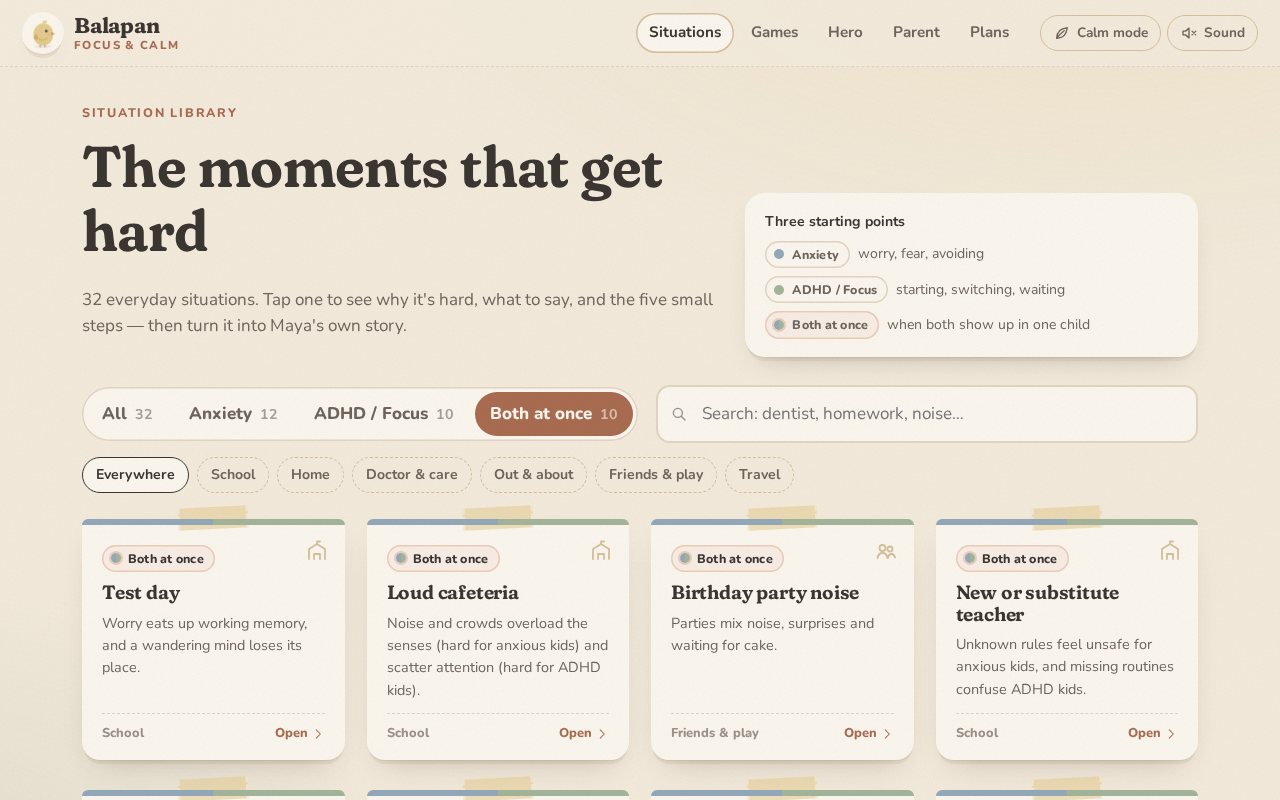 Balapan
FOCUS & CALM
Situations
Games
Hero
Parent
Plans
Calm mode
Sound
SITUATION LIBRARY
The moments that get
hard
32 everyday situations. Tap one to see why it's hard, what to say, and the five small
steps — then turn it into Maya's own story.
Three starting points
Anxiety worry, fear, avoiding
ADHD / Focus starting, switching, waiting
Both at once when both show up in one child
All 32
Anxiety 12
ADHD / Focus 10
Both at once 10
Search: dentist, homework, noise…
Everywhere
School
Home
Doctor & care
Out & about
Friends & play
Travel
Both at once
Test day
Worry eats up working memory,
and a wandering mind loses its
place.
School
Open
Both at once
Loud cafeteria
Noise and crowds overload the
senses (hard for anxious kids) and
scatter attention (hard for ADHD
kids).
School
Open
Both at once
Birthday party noise
Parties mix noise, surprises and
waiting for cake.
Friends & play
Open
Both at once
New or substitute
teacher
Unknown rules feel unsafe for
anxious kids, and missing routines
confuse ADHD kids.
School
Open